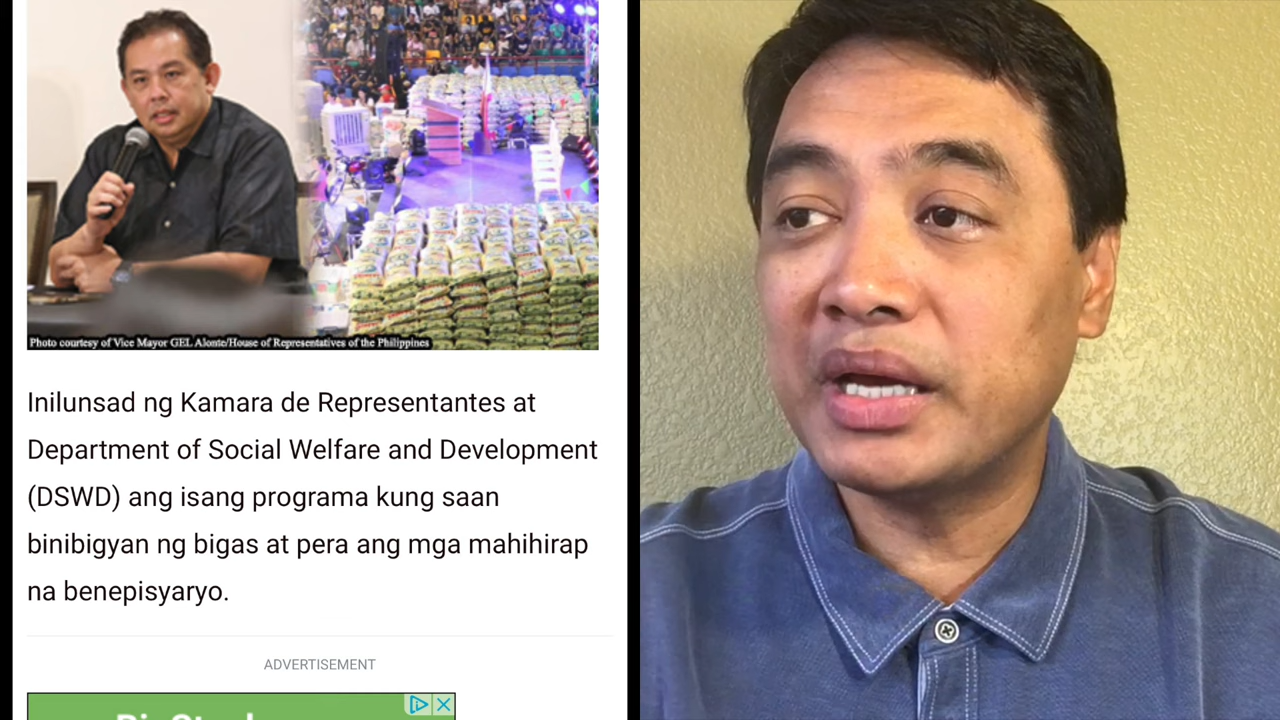 Photo courtesy of Vice Mayor GEL Alonte/House of Representatives of the Philippines
Inilunsad ng Kamara de Representantes at
Department of Social Welfare and Development
(DSWD) ang isang programa kung saan
binibigyan ng bigas at pera ang mga mahihirap
na benepisyaryo.
ADVERTISEMENT